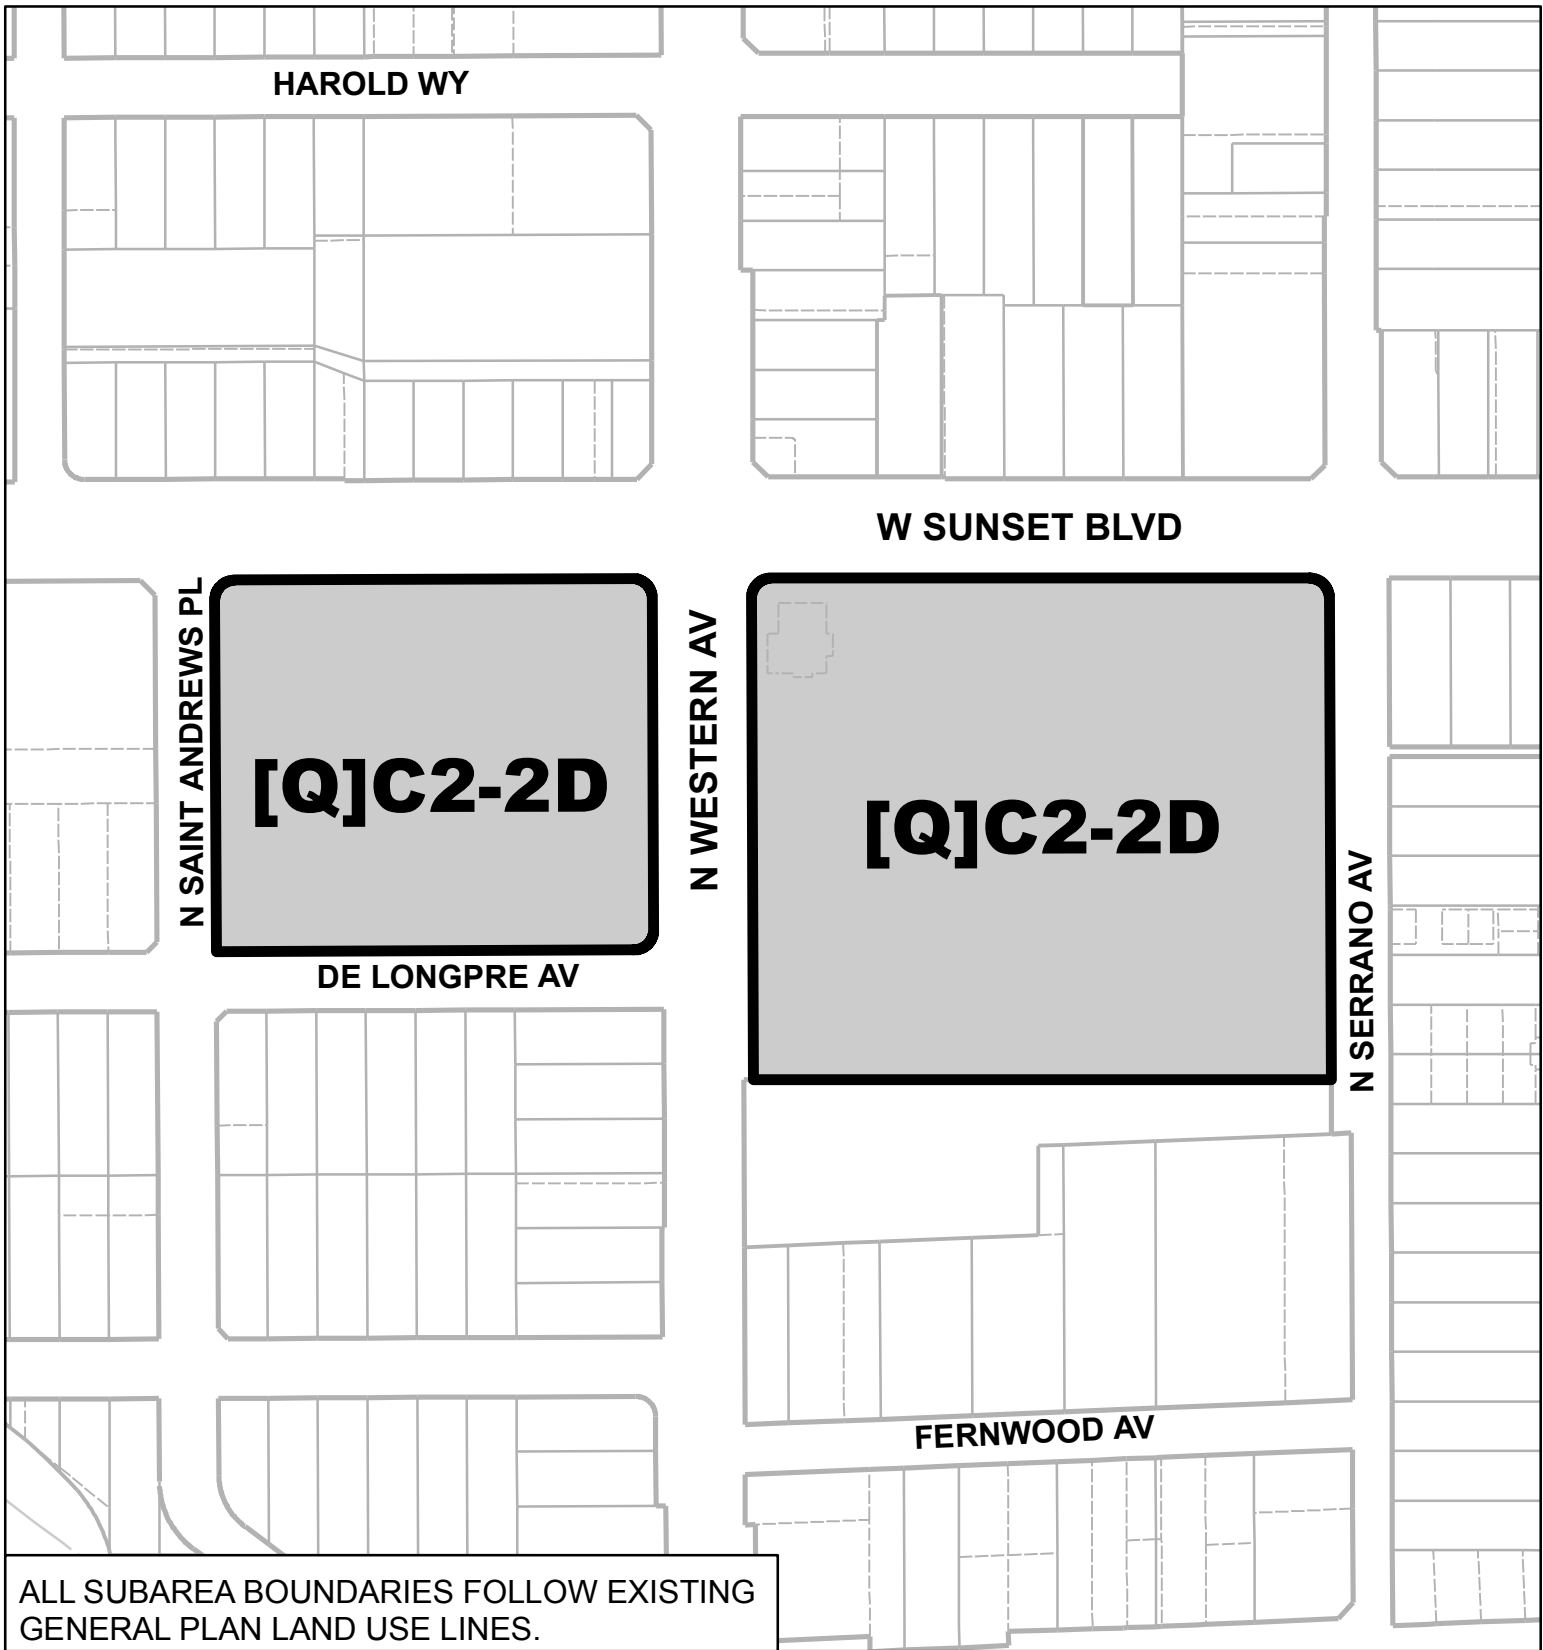 HAROLD WY
W SUNSET BLVD
N SAINT ANDREWS PL
N WESTERN AV
[Q]C2-2D
[Q]C2-2D
N SERRANO AV
DE LONGPRE AV
FERNWOOD AV
ALL SUBAREA BOUNDARIES FOLLOW EXISTING
GENERAL PLAN LAND USE LINES.